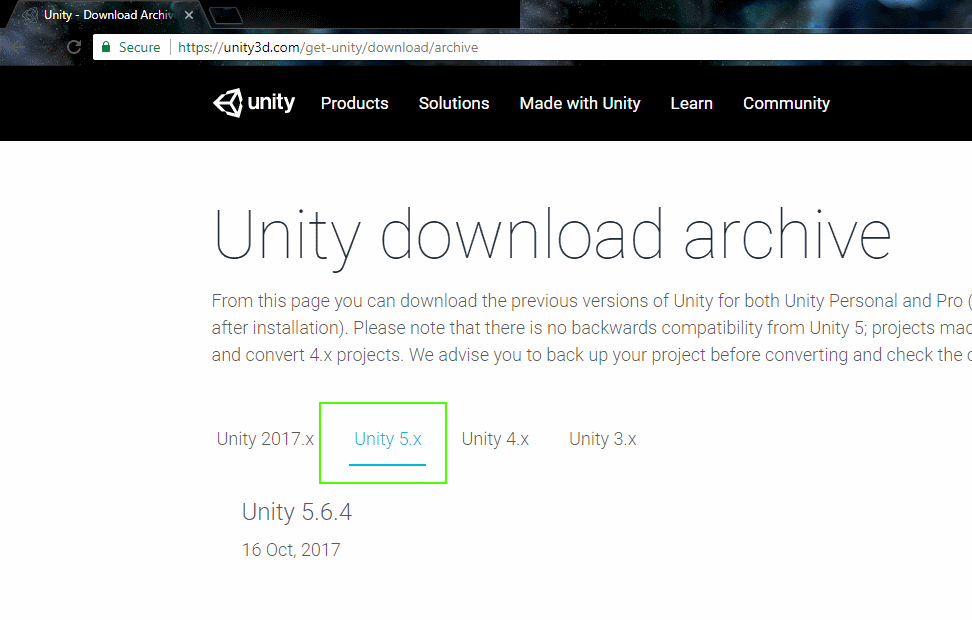 Unity - Download Archiv
Secure https://unity3d.com/get-unity/download/archive
unity Products Solutions Made with Unity Learn Community
Unity download archive
From this page you can download the previous versions of Unity for both Unity Personal and Pro (
after installation). Please note that there is no backwards compatibility from Unity 5; projects mad
and convert 4.x projects. We advise you to back up your project before converting and check the c
Unity 2017.x Unity 5.x Unity 4.x Unity 3.x
Unity 5.6.4
16 Oct, 2017